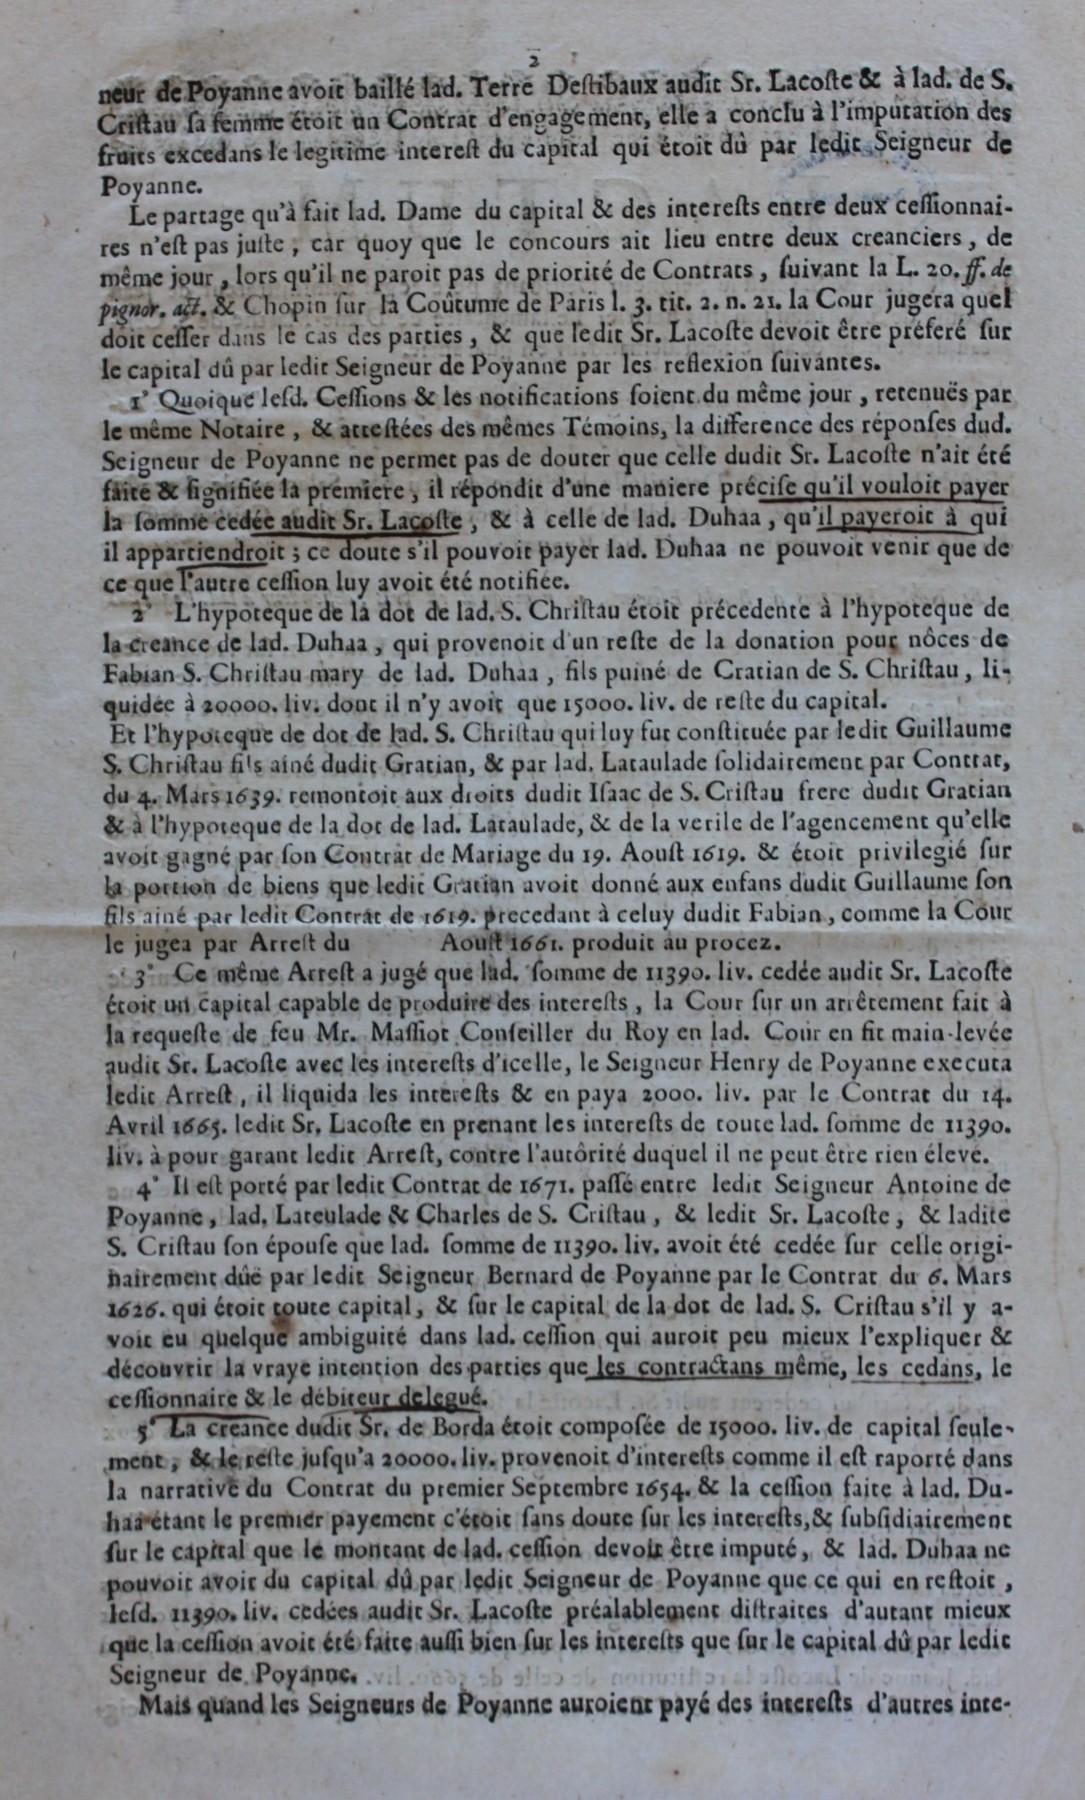 2
neur de Poyanne avoit baillé lad. Terre Destibaux audit Sr. Lacoste & à lad. de S.
Cristau sa femme étoit un Contrat d'engagement, elle a conclu à l'imputation des
fruits excedans le legitime interest du capital qui étoit dû par ledit Seigneur de
Poyanne.
Le partage qu'à fait lad. Dame du capital & des interests entre deux cessionnai-
res n'est pas juste, car quoy que le concours ait lieu entre deux creanciers, de
même jour, lors qu'il ne paroit pas de priorité de Contrats, suivant la L. 20. ff. de
pignor. act. & Chopin sur la Coûtume de Paris l. 3. tit. 2. n. 21. la Cour jugera quel
doit cesser dans le cas des parties, & que ledit Sr. Lacoste devoit être préferé sur
le capital dû par ledit Seigneur de Poyanne par les reflexion suivantes.
1° Quoique lesd. Cessions & les notifications soient du même jour, retenuës par
le même Notaire, & attestées des mêmes Témoins, la difference des réponses dud.
Seigneur de Poyanne ne permet pas de douter que celle dudit Sr. Lacoste n'ait été
faite & signifiée la premiere, il répondit d'une maniere précise qu'il vouloit payer
la somme cedée audit Sr. Lacoste, & à celle de lad. Duhaa, qu'il payeroit à qui
il appartiendroit; ce doute s'il pouvoit payer lad. Duhaa ne pouvoit venir que de
ce que l'autre cession luy avoit été notifiée.
2° L'hypoteque de la dot de lad. S. Christau étoit précedente à l'hypoteque de
la creance de lad. Duhaa, qui provenoit d'un reste de la donation pour nôces de
Fabian S. Christau mary de lad. Duhaa, fils puiné de Gratian de S. Christau, li-
quidée à 20000. liv. dont il n'y avoit que 15000. liv. de reste du capital.
Et l'hypoteque de dot de lad. S. Christau qui luy fut constituée par ledit Guillaume
S. Christau fils ainé dudit Gratian, & par lad. Lataulade solidairement par Contrat,
du 4. Mars 1639. remontoit aux droits dudit Isaac de S. Cristau frere dudit Gratian
& à l'hypoteque de la dot de lad. Lataulade, & de la verile de l'agencement qu'elle
avoit gagné par son Contrat de Mariage du 19. Aoust 1619. & étoit privilegié sur
la portion de biens que ledit Gratian avoit donné aux enfans dudit Guillaume son
fils ainé par ledit Contrat de 1619. precedant à celuy dudit Fabian, comme la Cour
le jugea par Arrest du Aoust 1661. produit au procez.
3° Ce même Arrest a jugé que lad. somme de 11390. liv. cedée audit Sr. Lacoste
étoit un capital capable de produire des interests, la Cour sur un arrêtement fait à
la requeste de feu Mr. Massiot Conseiller du Roy en lad. Cour en fit main-levée
audit Sr. Lacoste avec les interests d'icelle, le Seigneur Henry de Poyanne executa
ledit Arrest, il liquida les interests & en paya 2000. liv. par le Contrat du 14.
Avril 1665. ledit Sr. Lacoste en prenant les interests de toute lad. somme de 11390.
liv. à pour garant ledit Arrest, contre l'autôrité duquel il ne peut être rien élevé.
4° Il est porté par ledit Contrat de 1671. passé entre ledit Seigneur Antoine de
Poyanne, lad. Lateulade & Charles de S. Cristau, & ledit Sr. Lacoste, & ladite
S. Cristau son épouse que lad. somme de 11390. liv. avoit été cedée sur celle origi-
nairement dûë par ledit Seigneur Bernard de Poyanne par le Contrat du 6. Mars
1626. qui étoit toute capital, & sur le capital de la dot de lad. S. Cristau s'il y a-
voit eu quelque ambiguité dans lad. cession qui auroit peu mieux l'expliquer &
découvrir la vraye intention des parties que les contractans même, les cedans, le
cessionnaire & le débiteur delegué.
5° La creance dudit Sr. de Borda étoit composée de 15000. liv. de capital seule-
ment, & le reste jusqu'a 20000. liv. provenoit d'interests comme il est raporté dans
la narrative du Contrat du premier Septembre 1654. & la cession faite à lad. Du-
haa étant le premier payement c'étoit sans doute sur les interests, & subsidiairement
sur le capital que le montant de lad. cession devoit être imputé, & lad. Duhaa ne
pouvoit avoir du capital dû par ledit Seigneur de Poyanne que ce qui en restoit,
lesd. 11390. liv. cedées audit Sr. Lacoste préalablement distraites d'autant mieux
que la cession avoit été faite aussi bien sur les interests que sur le capital dû par ledit
Seigneur de Poyanne.
Mais quand les Seigneurs de Poyanne auroient payé des interests d'autres inte-